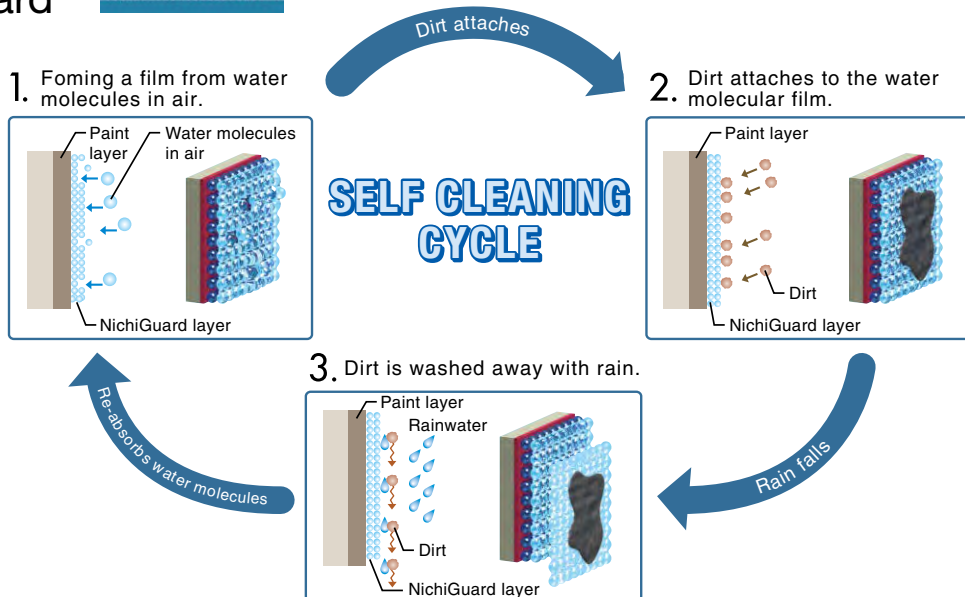 Dirt attaches
1. Foming a film from water
molecules in air.
Paint
layer
Water molecules
in air
NichiGuard layer
SELF CLEANING
CYCLE
2. Dirt attaches to the water
molecular film.
Paint layer
Dirt
NichiGuard layer
Rain falls
3. Dirt is washed away with rain.
Paint layer
Rainwater
Dirt
NichiGuard layer
Re-absorbs water molecules